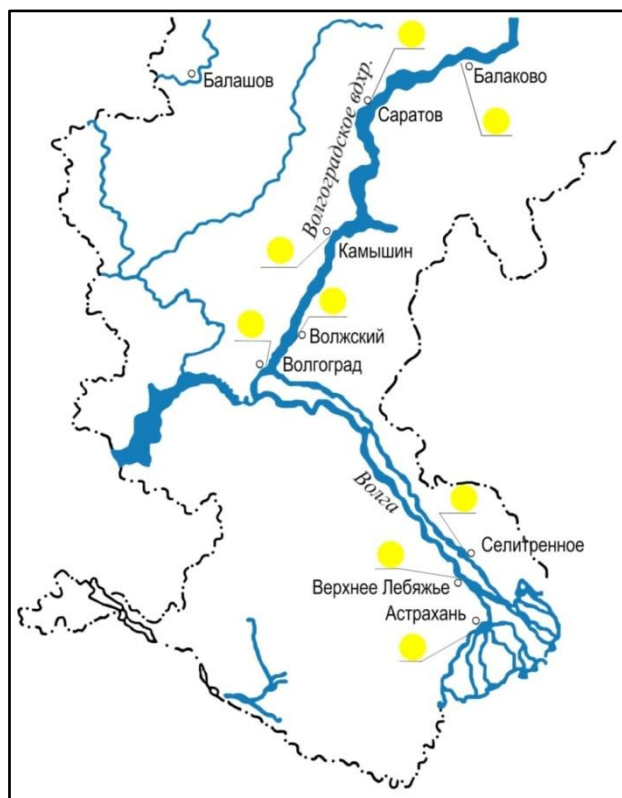 Балашов
Балаково
Саратов
Волгоградское вдхр.
Камышин
Волжский
Волгоград
Волга
Селитренное
Верхнее Лебяжье
Астрахань